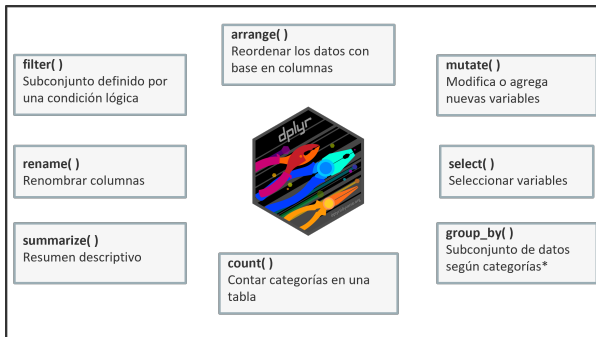 arrange( )
Reordenar los datos con
base en columnas
filter( )
Subconjunto definido por
una condición lógica
mutate( )
Modifica o agrega
nuevas variables
dplyr
rename( )
Renombrar columnas
select( )
Seleccionar variables
summarize( )
Resumen descriptivo
group_by( )
Subconjunto de datos
según categorías*
count( )
Contar categorías en una
tabla